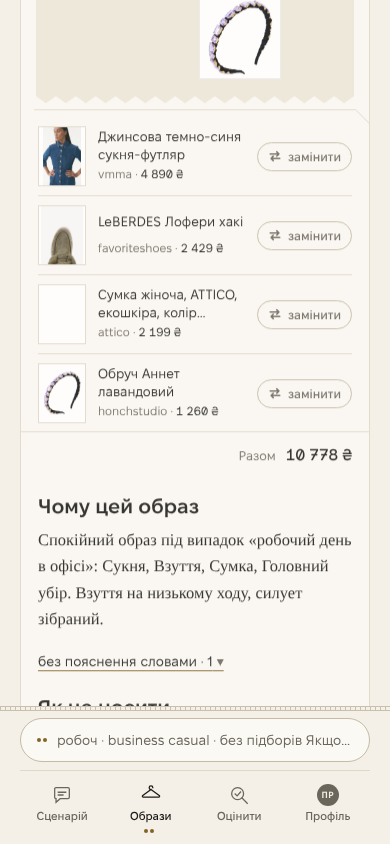 Джинсова темно-синя
сукня-футляр
vmma · 4 890 ₴
замінити
LeBERDES Лофери хакі
favoriteshoes · 2 429 ₴
замінити
Сумка жіноча, ATTICO,
екошкіра, колір...
attico · 2 199 ₴
замінити
Обруч Аннет
лавандовий
honchstudio · 1 260 ₴
замінити
Разом 10 778 ₴
Чому цей образ
Спокійний образ під випадок «робочий день
в офісі»: Сукня, Взуття, Сумка, Головний
убір. Взуття на низькому ходу, силует
зібраний.
без пояснення словами · 1 ▾
робоч · business casual · без підборів Якщо...
Сценарій
Образи
Оцінити
ПР
Профіль